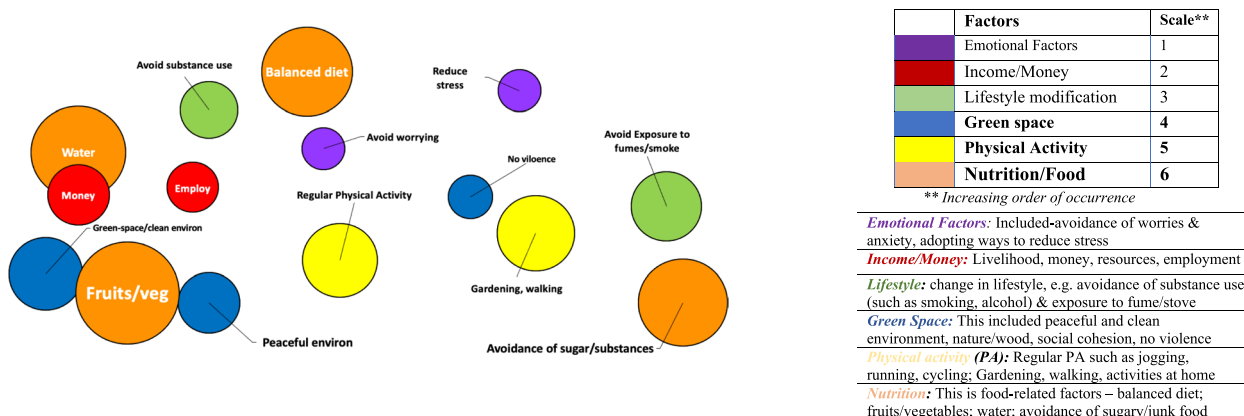 Avoid substance use
Balanced diet
Reduce
stress
Water
Avoid worrying
Avoid Exposure to
fumes/smoke
No viloence
Money
Employ
Regular Physical Activity
Green-space/clean environ
Fruits/veg
Gardening, walking
Peaceful environ
Avoidance of sugar/substances
Factors Scale**
Emotional Factors 1
Income/Money 2
Lifestyle modification 3
Green space 4
Physical Activity 5
Nutrition/Food 6
** Increasing order of occurrence
Emotional Factors: Included-avoidance of worries &
anxiety, adopting ways to reduce stress
Income/Money: Livelihood, money, resources, employment
Lifestyle: change in lifestyle, e.g. avoidance of substance use
(such as smoking, alcohol) & exposure to fume/stove
Green Space: This included peaceful and clean
environment, nature/wood, social cohesion, no violence
Physical activity (PA): Regular PA such as jogging,
running, cycling; Gardening, walking, activities at home
Nutrition: This is food-related factors – balanced diet;
fruits/vegetables; water; avoidance of sugary/junk food